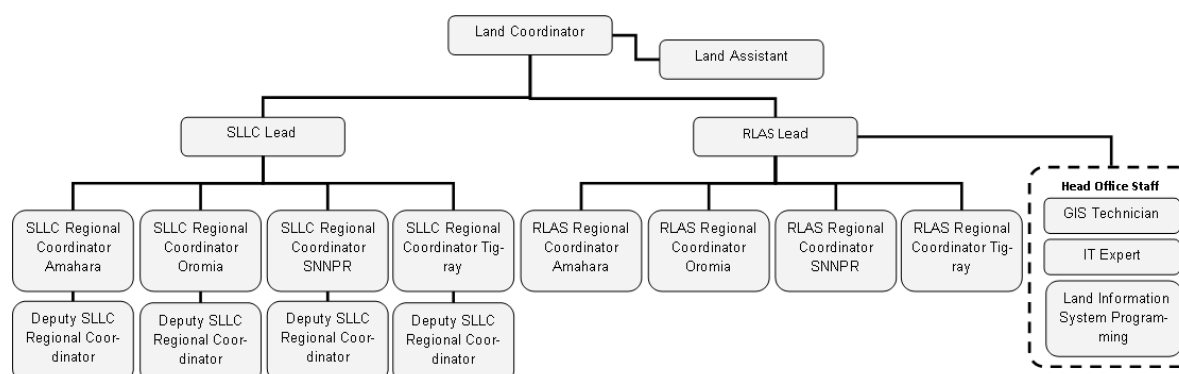 Land Coordinator
Land Assistant
SLLC Lead
RLAS Lead
Head Office Staff
GIS Technician
IT Expert
Land Information
System Program-
ming
SLLC Regional
Coordinator
Amahara
SLLC Regional
Coordinator
Oromia
SLLC Regional
Coordinator
SNNPR
SLLC Regional
Coordinator Tig-
ray
RLAS Regional
Coordinator
Amahara
RLAS Regional
Coordinator
Oromia
RLAS Regional
Coordinator
SNNPR
RLAS Regional
Coordinator Tig-
ray
Deputy SLLC
Regional Coor-
dinator
Deputy SLLC
Regional Coor-
dinator
Deputy SLLC
Regional Coor-
dinator
Deputy SLLC
Regional Coor-
dinator